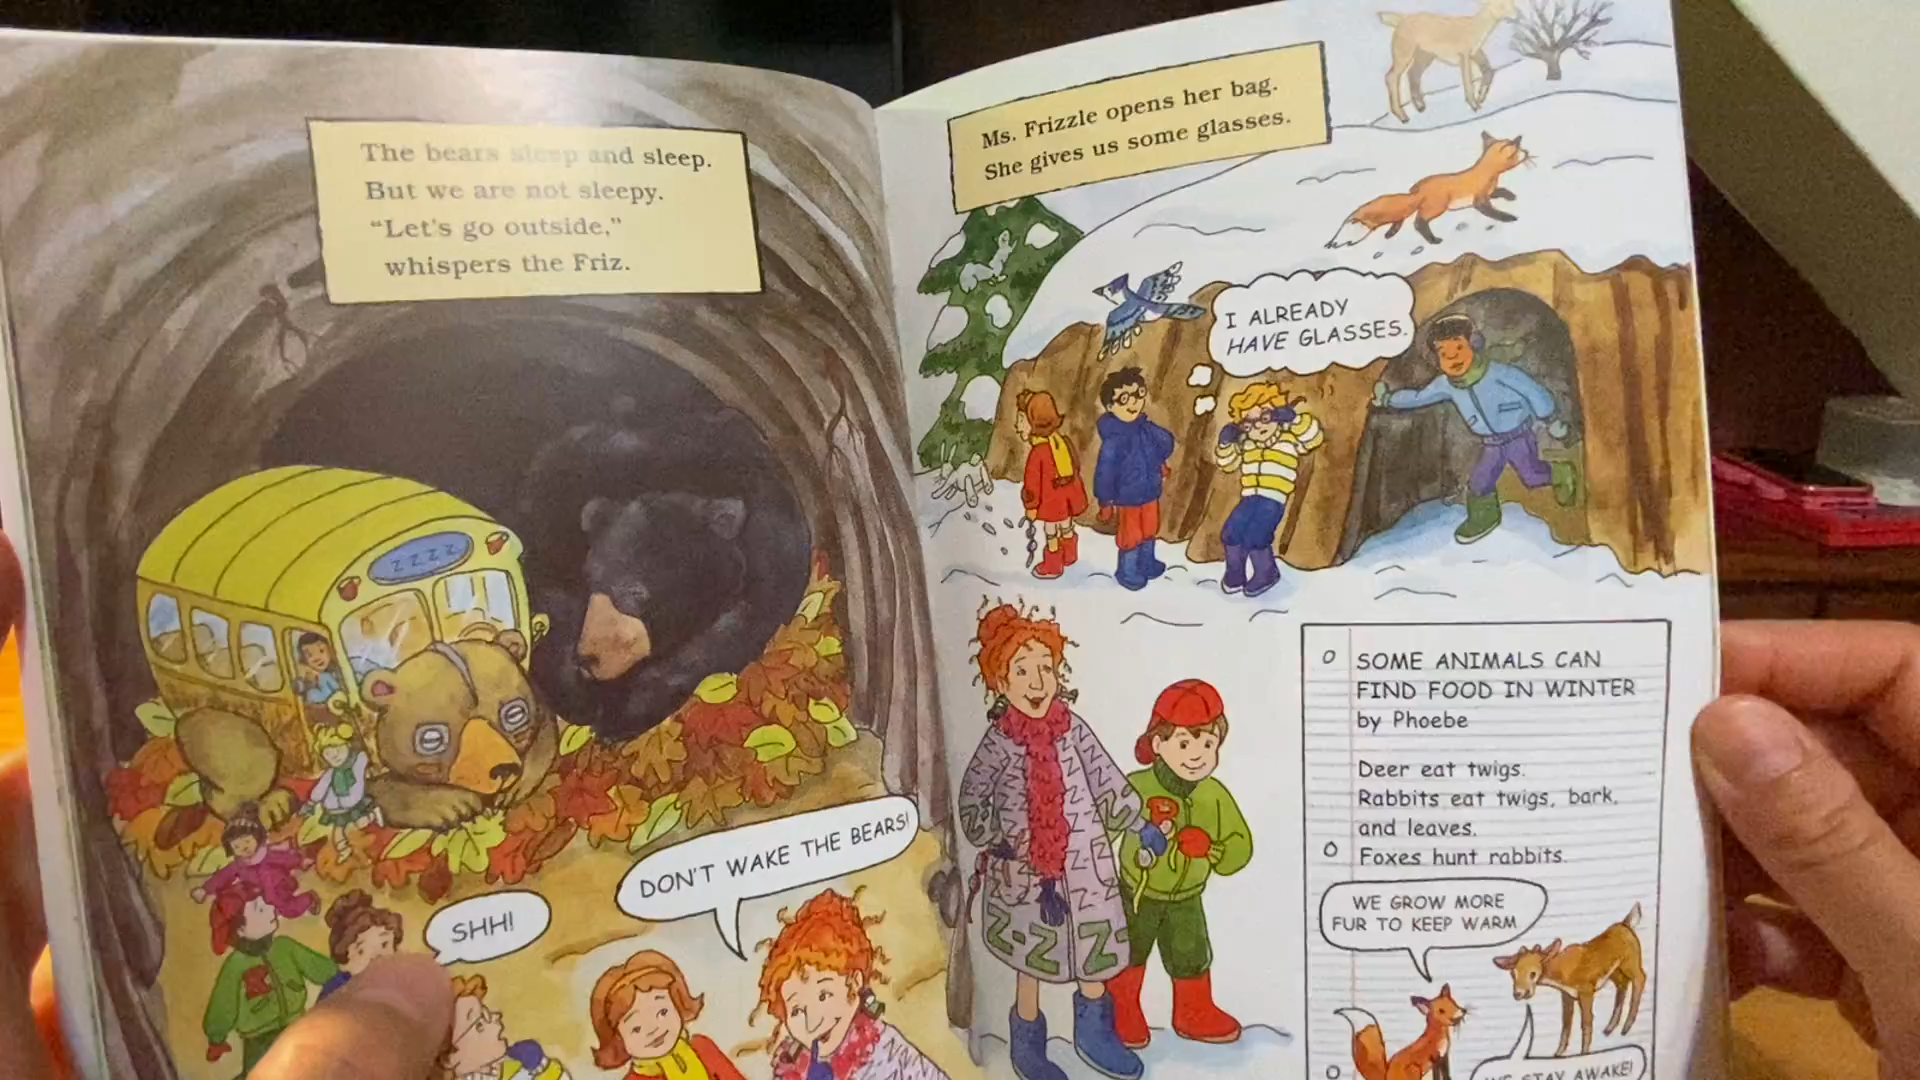 The bears sleep and sleep.
But we are not sleepy.
“Let's go outside,”
whispers the Friz.
ZZZZ
DON'T WAKE THE BEARS!
SHH!
Ms. Frizzle opens her bag.
She gives us some glasses.
I ALREADY
HAVE GLASSES.
SOME ANIMALS CAN
FIND FOOD IN WINTER
by Phoebe
Deer eat twigs.
Rabbits eat twigs, bark,
and leaves.
Foxes hunt rabbits.
WE GROW MORE
FUR TO KEEP WARM
WE STAY AWAKE!